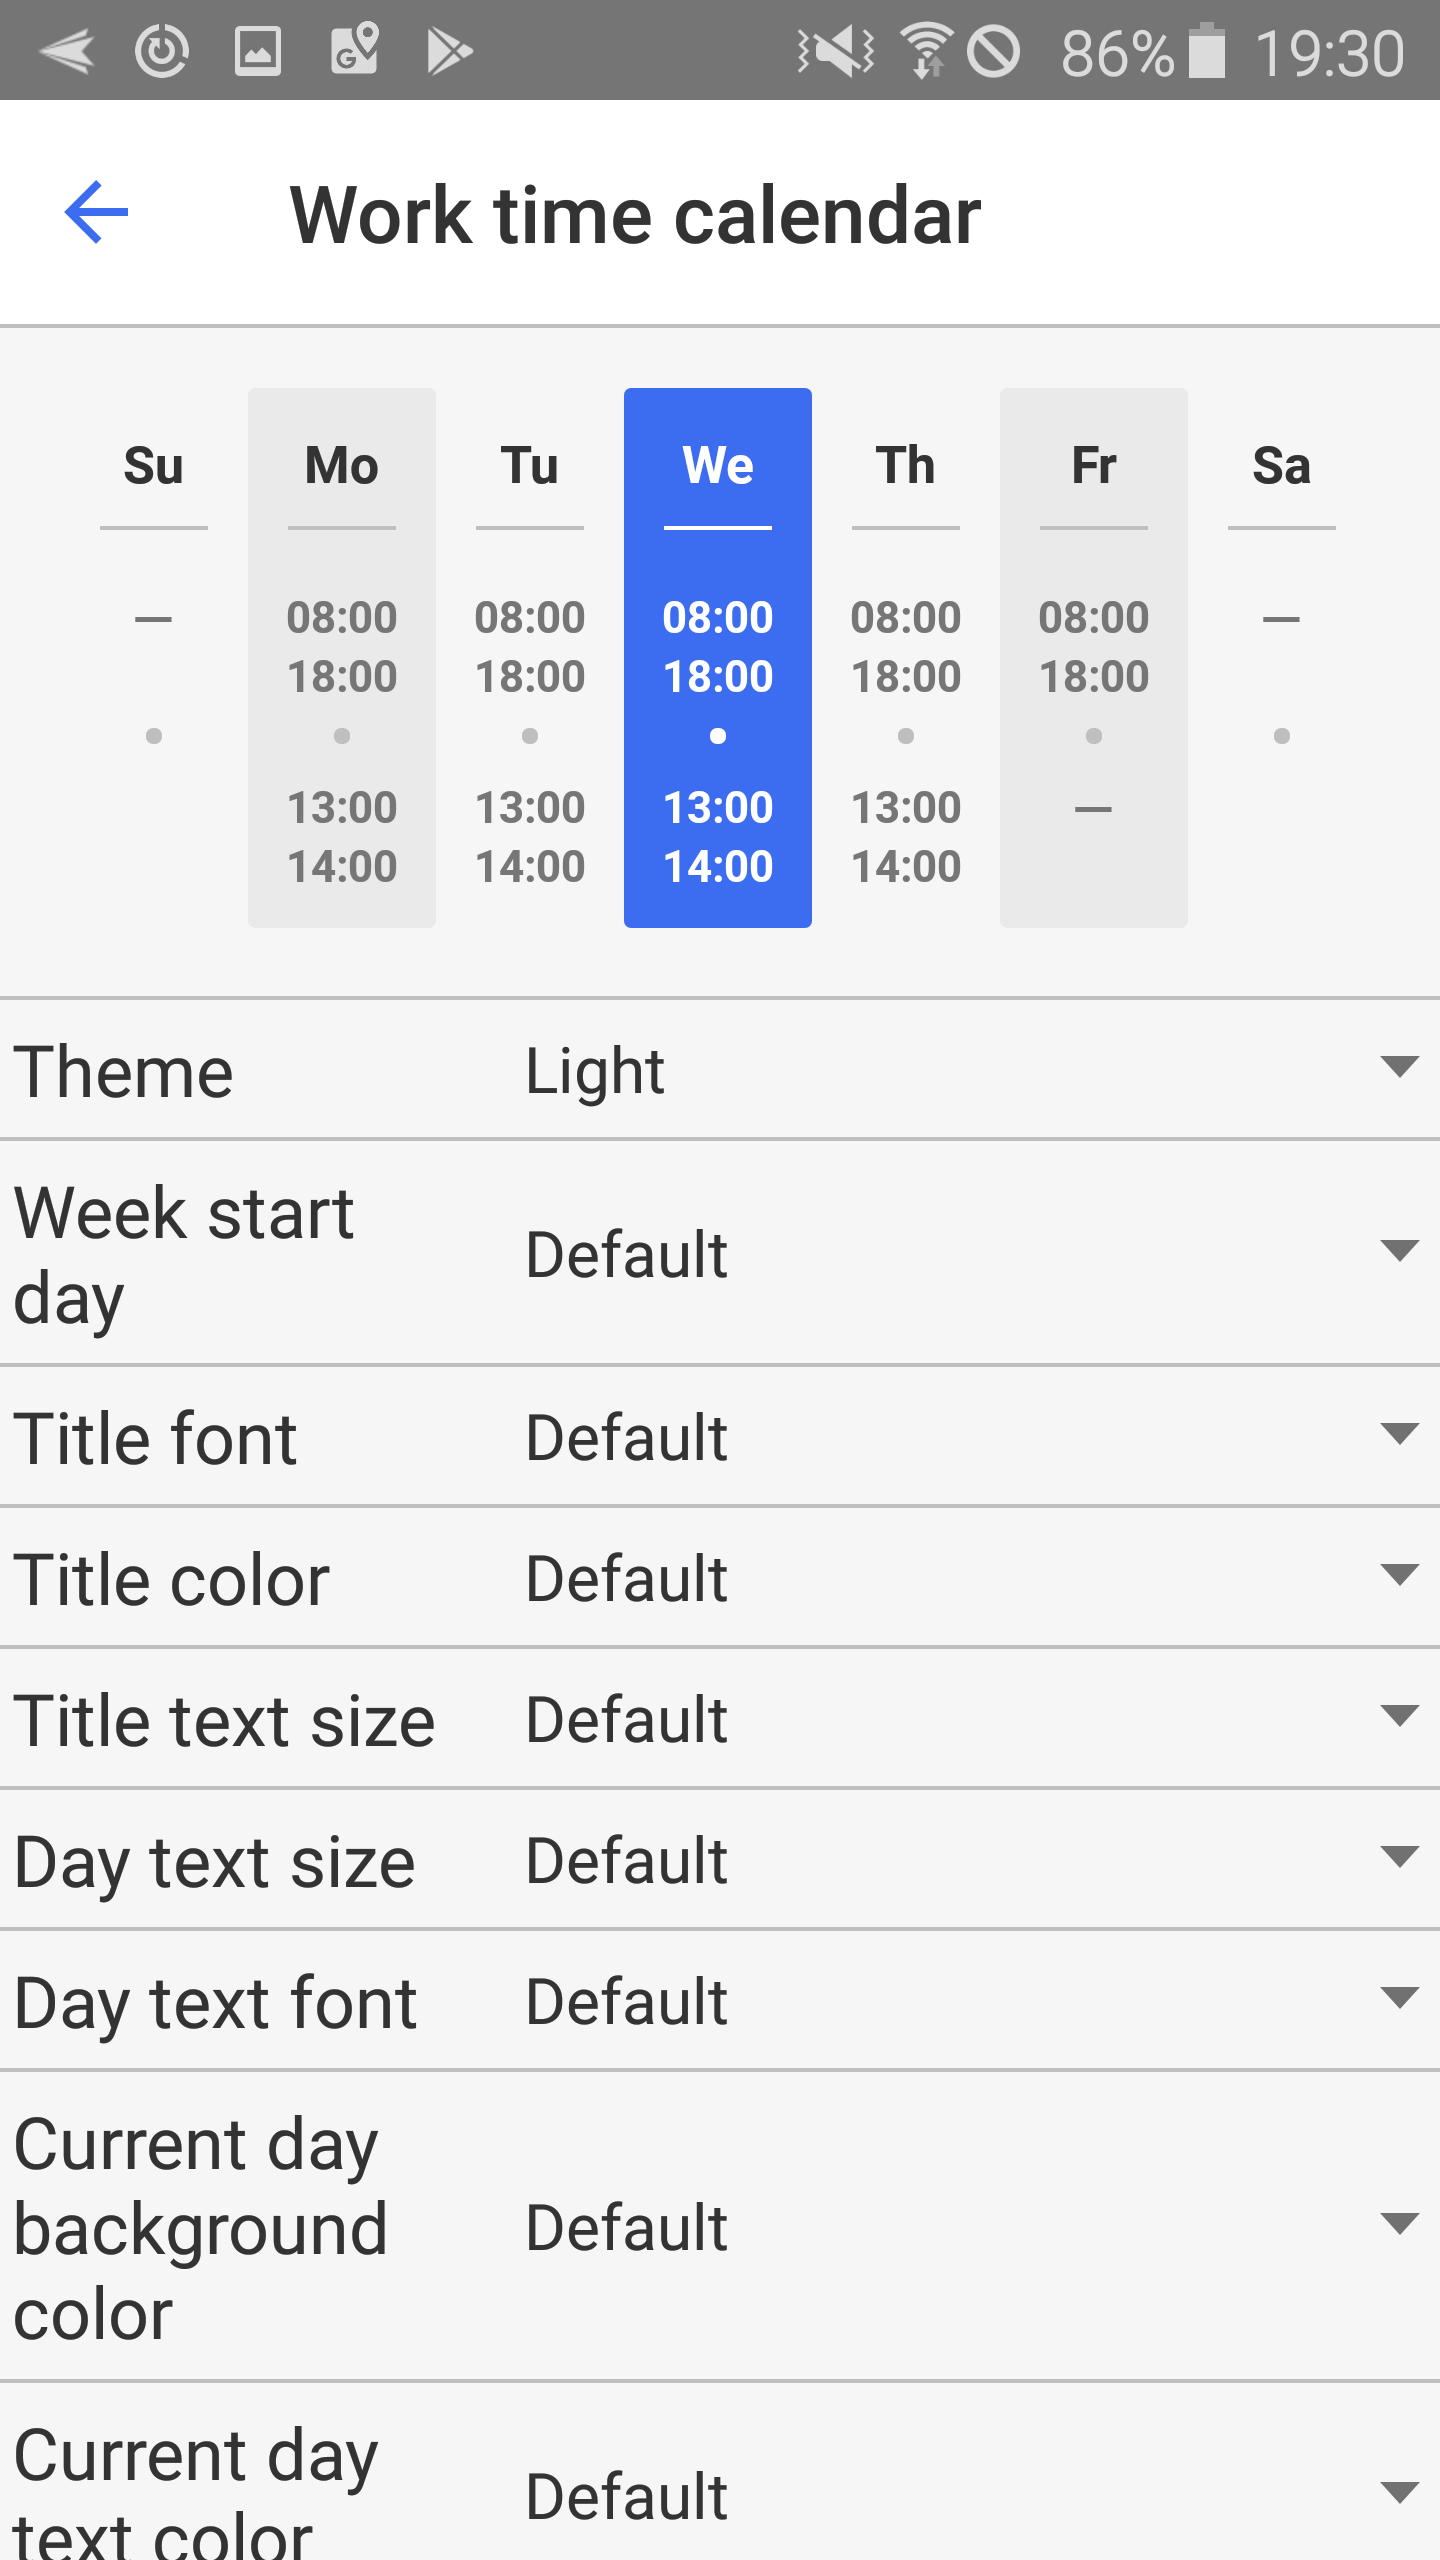 86% 19:30
Work time calendar
Su Mo Tu We Th Fr Sa
— 08:00 08:00 08:00 08:00 08:00 —
18:00 18:00 18:00 18:00 18:00
13:00 13:00 13:00 13:00 —
14:00 14:00 14:00 14:00
Theme Light
Week start
day
Default
Title font Default
Title color Default
Title text size Default
Day text size Default
Day text font Default
Current day
background
color
Default
Current day
text color
Default